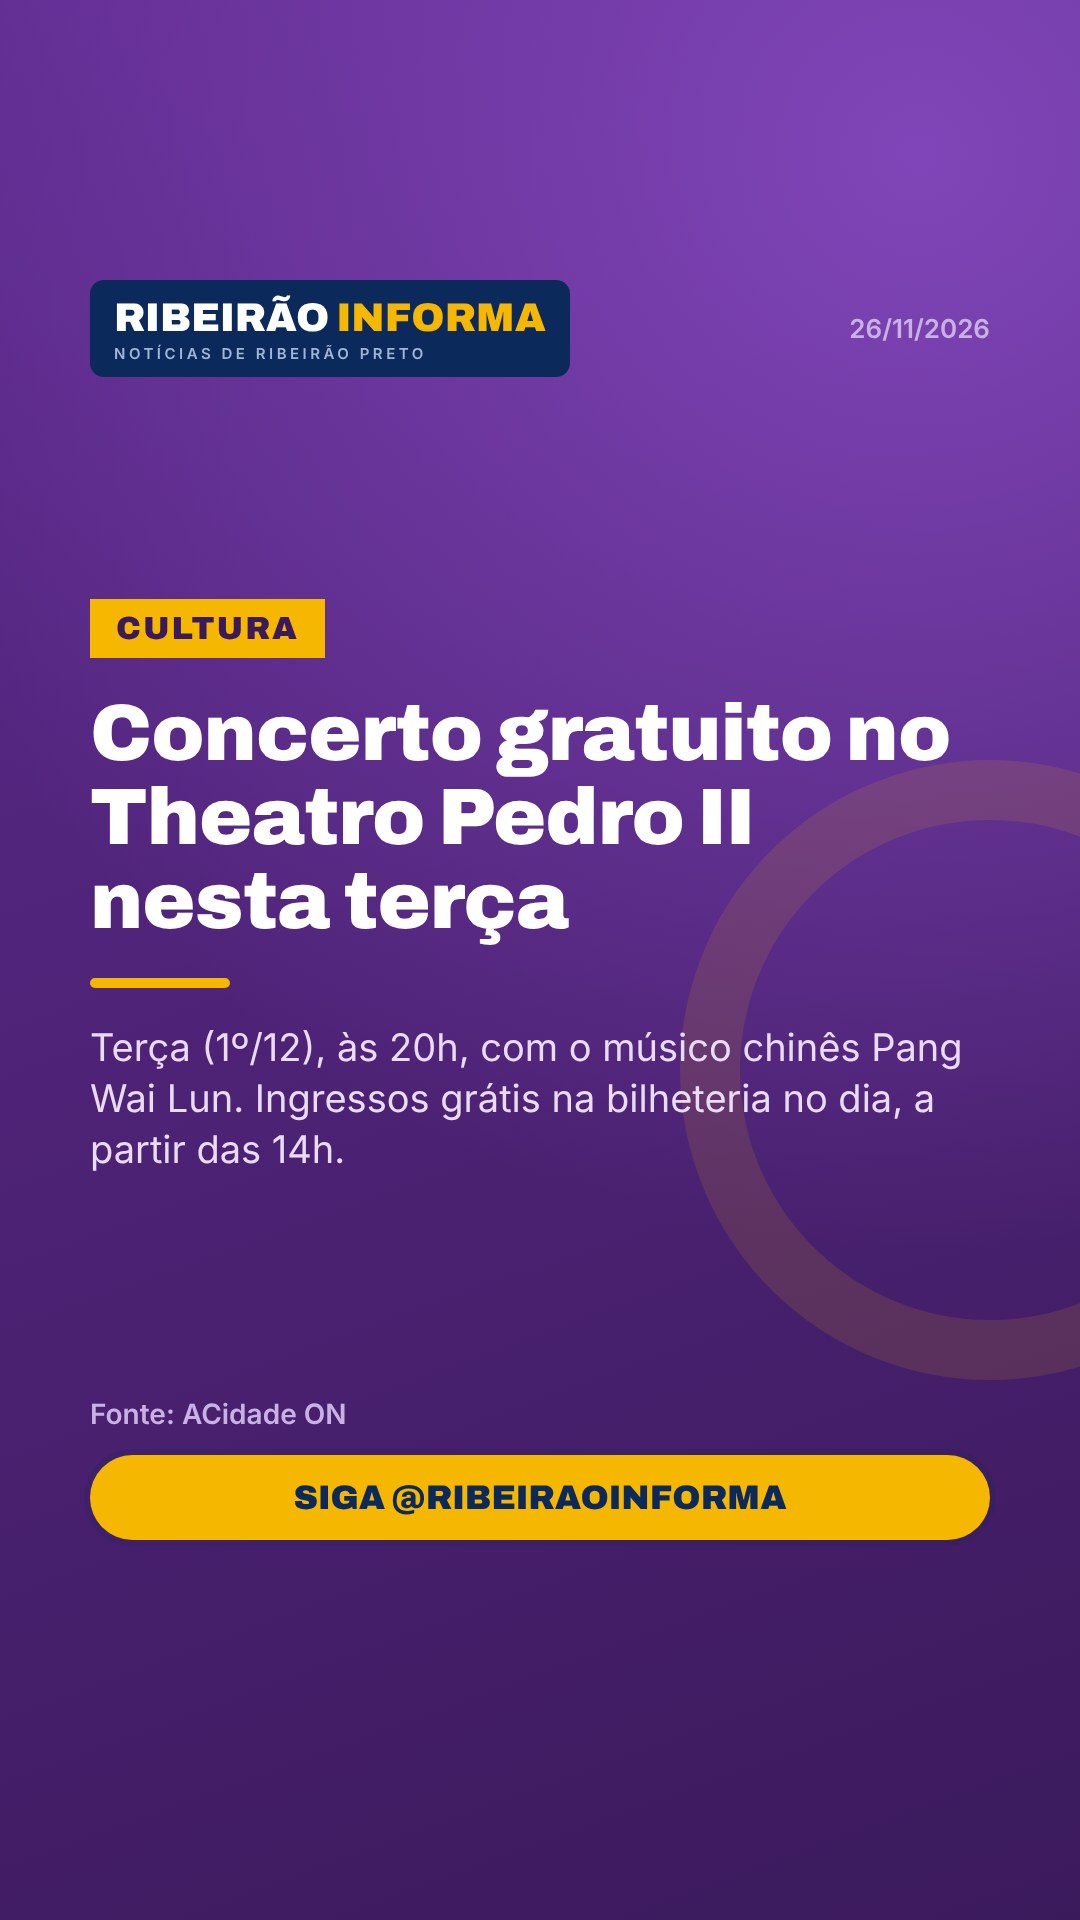 RIBEIRÃO INFORMA
NOTÍCIAS DE RIBEIRÃO PRETO
26/11/2026
CULTURA
Concerto gratuito no
Theatro Pedro II
nesta terça
Terça (1º/12), às 20h, com o músico chinês Pang
Wai Lun. Ingressos grátis na bilheteria no dia, a
partir das 14h.
Fonte: ACidade ON
SIGA @RIBEIRAOINFORMA